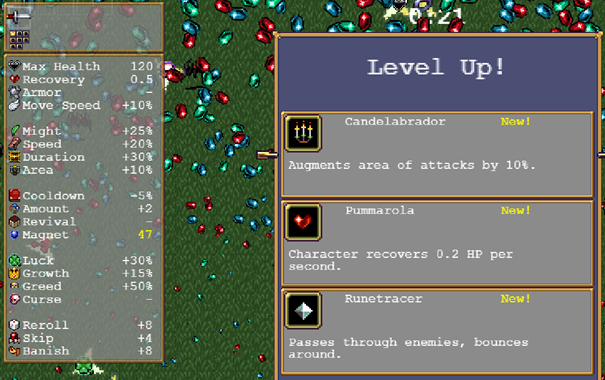 0:21
Level Up!
Max Health 120
Recovery 0.5
Armor –
Move Speed +10%
Might +25%
Speed +20%
Duration +30%
Area +10%
Cooldown -5%
Amount +2
Revival –
Magnet 47
Luck +30%
Growth +15%
Greed +50%
Curse –
Reroll +8
Skip +4
Banish +8
Candelabrador New!
Augments area of attacks by 10%.
Pummarola New!
Character recovers 0.2 HP per
second.
Runetracer New!
Passes through enemies, bounces
around.